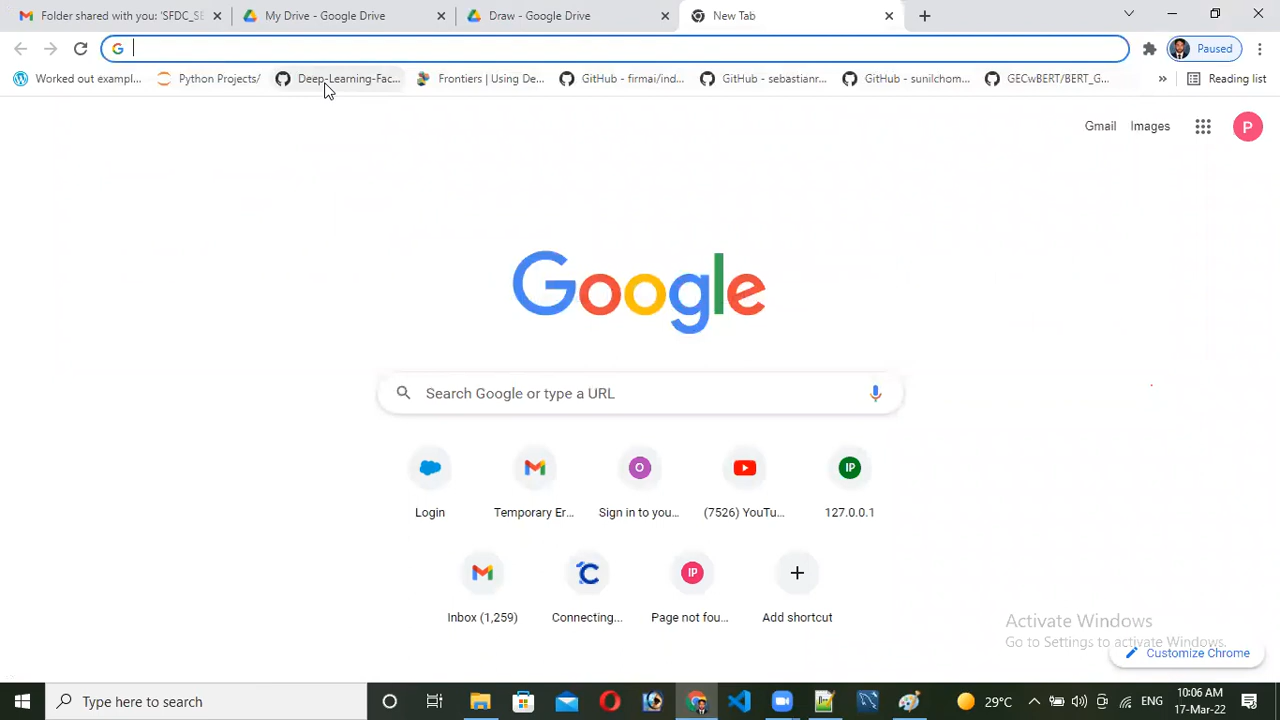 Folder shared with you: 'SFDC_SE
My Drive - Google Drive
Draw - Google Drive
New Tab
Paused
Worked out exampl...
Python Projects/
Deep-Learning-Fac...
Frontiers | Using De...
GitHub - firmai/ind...
GitHub - sebastianr...
GitHub - sunilchom...
GECwBERT/BERT_G...
»
Reading list
Gmail
Images
P
Google
Search Google or type a URL
O
IP
Login
Temporary Er...
Sign in to you...
(7526) YouTu...
127.0.0.1
IP
Inbox (1,259)
Connecting...
Page not fou...
Add shortcut
Activate Windows
Go to Settings to activate Windows.
Customize Chrome
Type here to search
29°C
ENG
10:06 AM
17-Mar-22